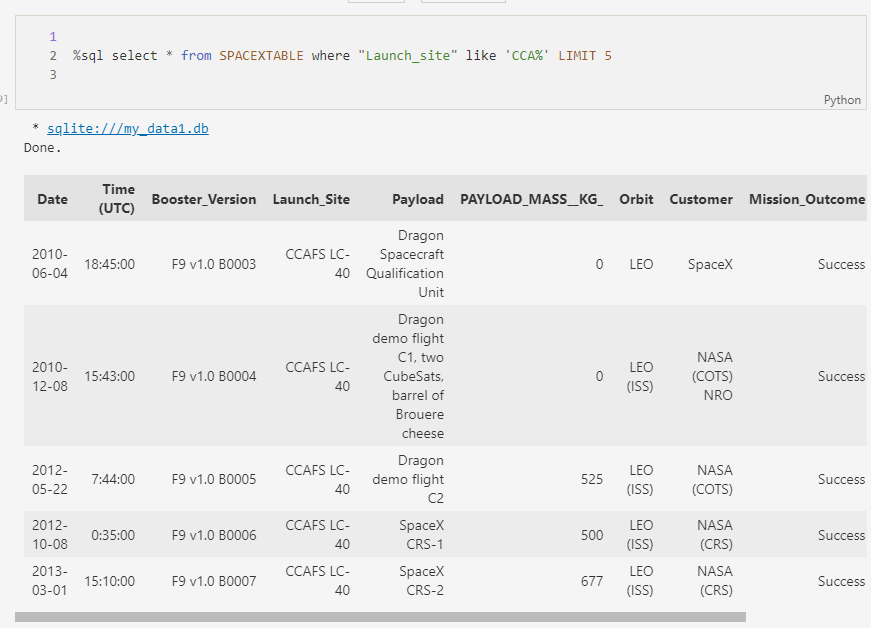 1
2 %sql select * from SPACEXTABLE where "Launch_site" like 'CCA%' LIMIT 5
3
9]
Python
* sqlite:///my_data1.db
Done.
Date Time (UTC) Booster_Version Launch_Site Payload PAYLOAD_MASS__KG_ Orbit Customer Mission_Outcome
2010-06-04 18:45:00 F9 v1.0 B0003 CCAFS LC-40 Dragon Spacecraft Qualification Unit 0 LEO SpaceX Success
2010-12-08 15:43:00 F9 v1.0 B0004 CCAFS LC-40 Dragon demo flight C1, two CubeSats, barrel of Brouere cheese 0 LEO (ISS) NASA (COTS) NRO Success
2012-05-22 7:44:00 F9 v1.0 B0005 CCAFS LC-40 Dragon demo flight C2 525 LEO (ISS) NASA (COTS) Success
2012-10-08 0:35:00 F9 v1.0 B0006 CCAFS LC-40 SpaceX CRS-1 500 LEO (ISS) NASA (CRS) Success
2013-03-01 15:10:00 F9 v1.0 B0007 CCAFS LC-40 SpaceX CRS-2 677 LEO (ISS) NASA (CRS) Success